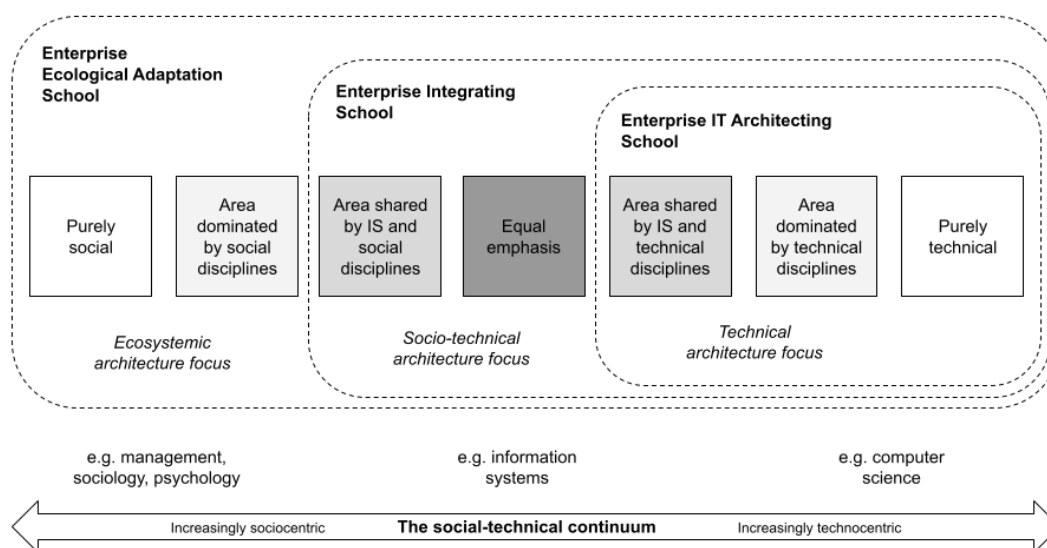 Enterprise
Ecological Adaptation
School
Enterprise Integrating
School
Enterprise IT Architecting
School
Purely
social
Area
dominated
by social
disciplines
Area shared
by IS and
social
disciplines
Equal
emphasis
Area shared
by IS and
technical
disciplines
Area
dominated
by technical
disciplines
Purely
technical
Ecosystemic
architecture focus
Socio-technical
architecture focus
Technical
architecture focus
e.g. management,
sociology, psychology
e.g. information
systems
e.g. computer
science
Increasingly sociocentric
The social-technical continuum
Increasingly technocentric